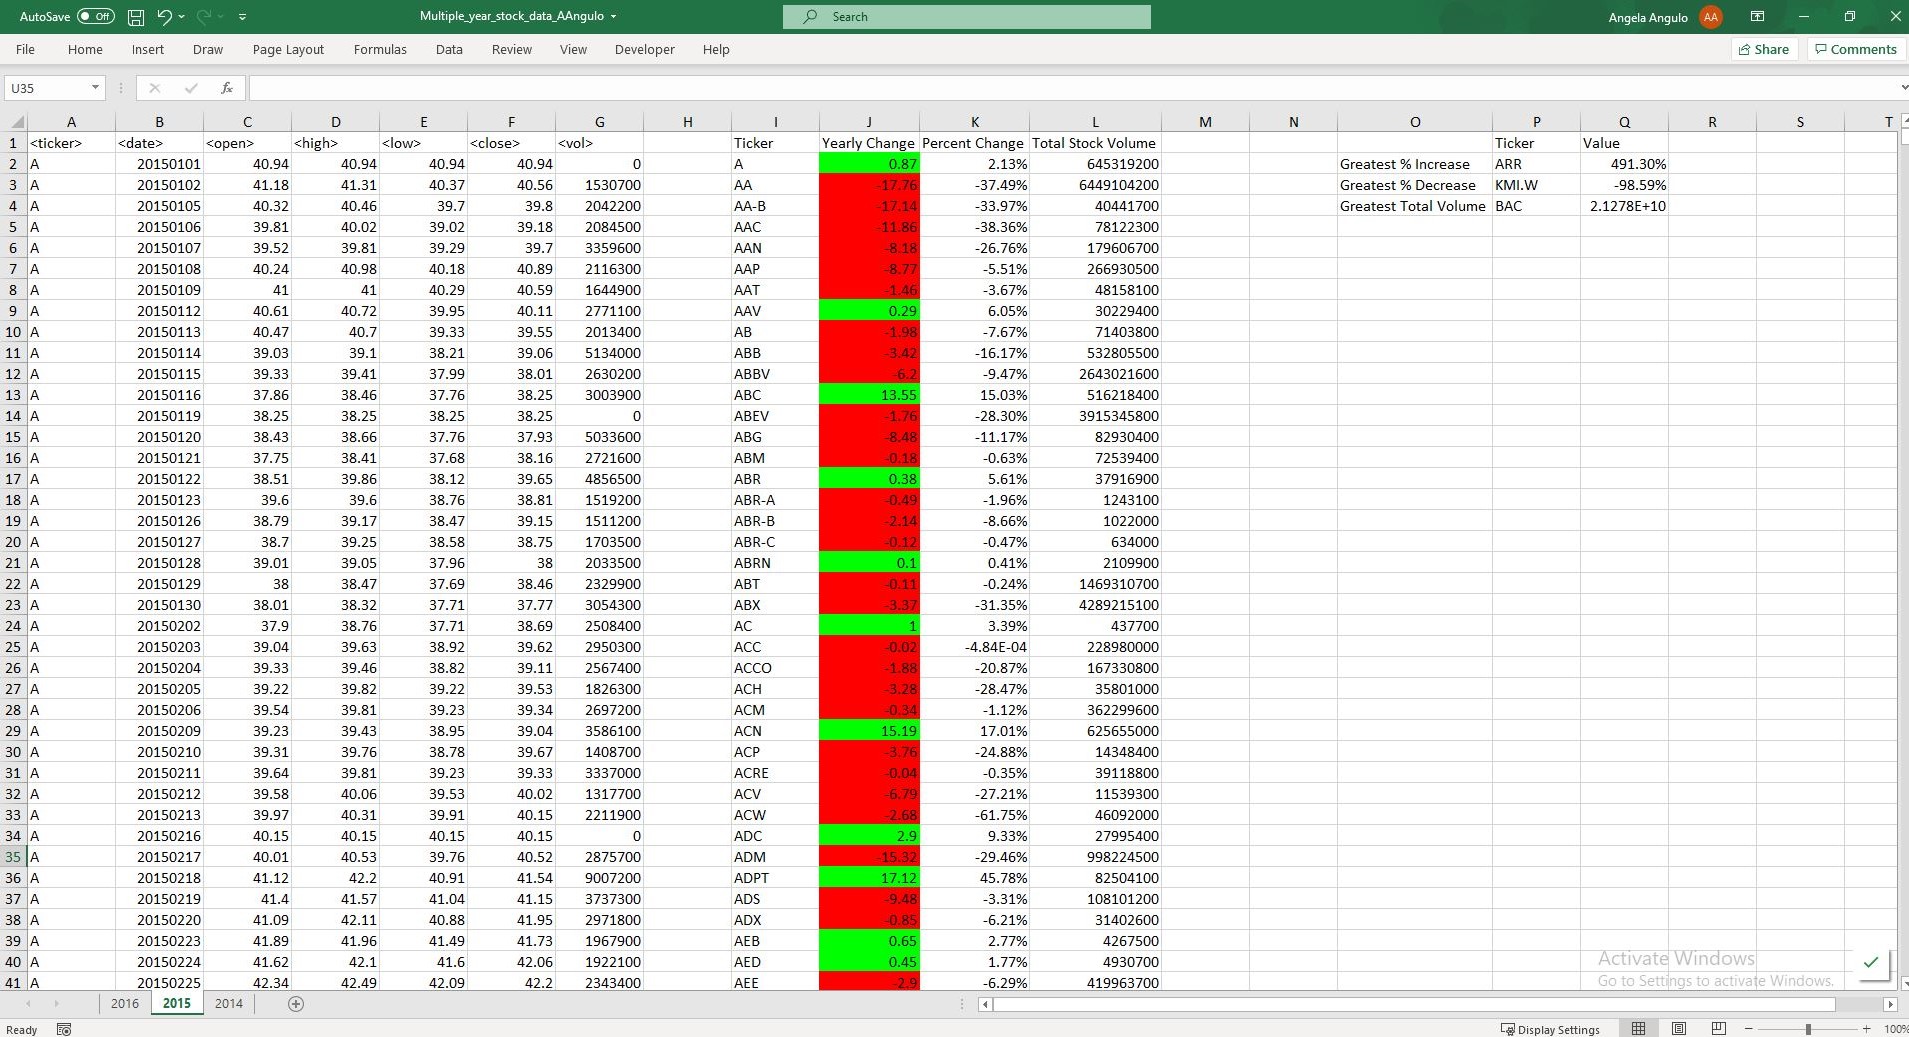 AutoSave Off Multiple_year_stock_data_AAngulo Search Angela Angulo AA
File Home Insert Draw Page Layout Formulas Data Review View Developer Help Share Comments
U35 fx
A B C D E F G H I J K L M N O P Q R S T
1 <ticker> <date> <open> <high> <low> <close> <vol> Ticker Yearly Change Percent Change Total Stock Volume Ticker Value
2 A 20150101 40.94 40.94 40.94 40.94 0 A 0.87 2.13% 645319200 Greatest % Increase ARR 491.30%
3 A 20150102 41.18 41.31 40.37 40.56 1530700 AA -17.76 -37.49% 6449104200 Greatest % Decrease KMI.W -98.59%
4 A 20150105 40.32 40.46 39.7 39.8 2042200 AA-B -17.14 -33.97% 40441700 Greatest Total Volume BAC 2.1278E+10
5 A 20150106 39.81 40.02 39.02 39.18 2084500 AAC -11.86 -38.36% 78122300
6 A 20150107 39.52 39.81 39.29 39.7 3359600 AAN -8.18 -26.76% 179606700
7 A 20150108 40.24 40.98 40.18 40.89 2116300 AAP -8.77 -5.51% 266930500
8 A 20150109 41 41 40.29 40.59 1644900 AAT -1.46 -3.67% 48158100
9 A 20150112 40.61 40.72 39.95 40.11 2771100 AAV 0.29 6.05% 30229400
10 A 20150113 40.47 40.7 39.33 39.55 2013400 AB -1.98 -7.67% 71403800
11 A 20150114 39.03 39.1 38.21 39.06 5134000 ABB -3.42 -16.17% 532805500
12 A 20150115 39.33 39.41 37.99 38.01 2630200 ABBV -6.2 -9.47% 2643021600
13 A 20150116 37.86 38.46 37.76 38.25 3003900 ABC 13.55 15.03% 516218400
14 A 20150119 38.25 38.25 38.25 38.25 0 ABEV -1.76 -28.30% 3915345800
15 A 20150120 38.43 38.66 37.76 37.93 5033600 ABG -8.48 -11.17% 82930400
16 A 20150121 37.75 38.41 37.68 38.16 2721600 ABM -0.18 -0.63% 72539400
17 A 20150122 38.51 39.86 38.12 39.65 4856500 ABR 0.38 5.61% 37916900
18 A 20150123 39.6 39.6 38.76 38.81 1519200 ABR-A -0.49 -1.96% 1243100
19 A 20150126 38.79 39.17 38.47 39.15 1511200 ABR-B -2.14 -8.66% 1022000
20 A 20150127 38.7 39.25 38.58 38.75 1703500 ABR-C -0.12 -0.47% 634000
21 A 20150128 39.01 39.05 37.96 38 2033500 ABRN 0.1 0.41% 2109900
22 A 20150129 38 38.47 37.69 38.46 2329900 ABT -0.11 -0.24% 1469310700
23 A 20150130 38.01 38.32 37.71 37.77 3054300 ABX -3.37 -31.35% 4289215100
24 A 20150202 37.9 38.76 37.71 38.69 2508400 AC 1 3.39% 437700
25 A 20150203 39.04 39.63 38.92 39.62 2950300 ACC -0.02 -4.84E-04 228980000
26 A 20150204 39.33 39.46 38.82 39.11 2567400 ACCO -1.88 -20.87% 167330800
27 A 20150205 39.22 39.82 39.22 39.53 1826300 ACH -3.28 -28.47% 35801000
28 A 20150206 39.54 39.81 39.23 39.34 2697200 ACM -0.34 -1.12% 362299600
29 A 20150209 39.23 39.43 38.95 39.04 3586100 ACN 15.19 17.01% 625655000
30 A 20150210 39.31 39.76 38.78 39.67 1408700 ACP -3.76 -24.88% 14348400
31 A 20150211 39.64 39.81 39.23 39.33 3337000 ACRE -0.04 -0.35% 39118800
32 A 20150212 39.58 40.06 39.53 40.02 1317700 ACV -6.79 -27.21% 11539300
33 A 20150213 39.97 40.31 39.91 40.15 2211900 ACW -2.68 -61.75% 46092000
34 A 20150216 40.15 40.15 40.15 40.15 0 ADC 2.9 9.33% 27995400
35 A 20150217 40.01 40.53 39.76 40.52 2875700 ADM -15.32 -29.46% 998224500
36 A 20150218 41.12 42.2 40.91 41.54 9007200 ADPT 17.12 45.78% 82504100
37 A 20150219 41.4 41.57 41.04 41.15 3737300 ADS -9.48 -3.31% 108101200
38 A 20150220 41.09 42.11 40.88 41.95 2971800 ADX -0.85 -6.21% 31402600
39 A 20150223 41.89 41.96 41.49 41.73 1967900 AEB 0.65 2.77% 4267500
40 A 20150224 41.62 42.1 41.6 42.06 1922100 AED 0.45 1.77% 4930700
41 A 20150225 42.34 42.49 42.09 42.2 2343400 AEE -2.9 -6.29% 419963700
Activate Windows
Go to Settings to activate Windows.
2016 2015 2014
Ready Display Settings 100%